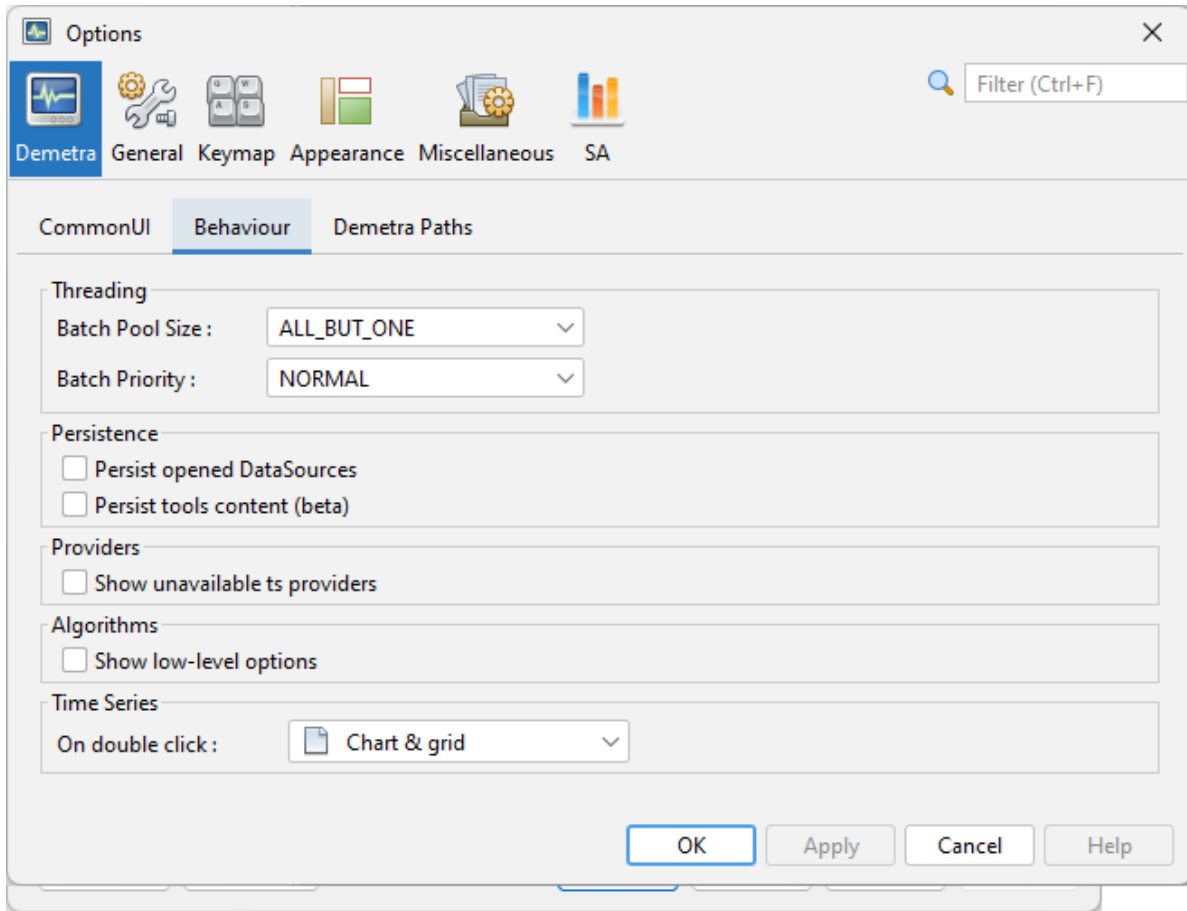 Options
Filter (Ctrl+F)
Demetra General Keymap Appearance Miscellaneous SA
CommonUI Behaviour Demetra Paths
Threading
Batch Pool Size : ALL_BUT_ONE
Batch Priority : NORMAL
Persistence
Persist opened DataSources
Persist tools content (beta)
Providers
Show unavailable ts providers
Algorithms
Show low-level options
Time Series
On double click : Chart & grid
OK Apply Cancel Help